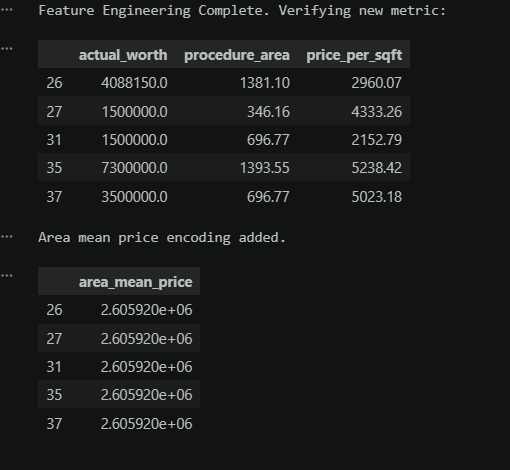 Feature Engineering Complete. Verifying new metric:
actual_worth procedure_area price_per_sqft
26 4088150.0 1381.10 2960.07
27 1500000.0 346.16 4333.26
31 1500000.0 696.77 2152.79
35 7300000.0 1393.55 5238.42
37 3500000.0 696.77 5023.18
Area mean price encoding added.
area_mean_price
26 2.605920e+06
27 2.605920e+06
31 2.605920e+06
35 2.605920e+06
37 2.605920e+06